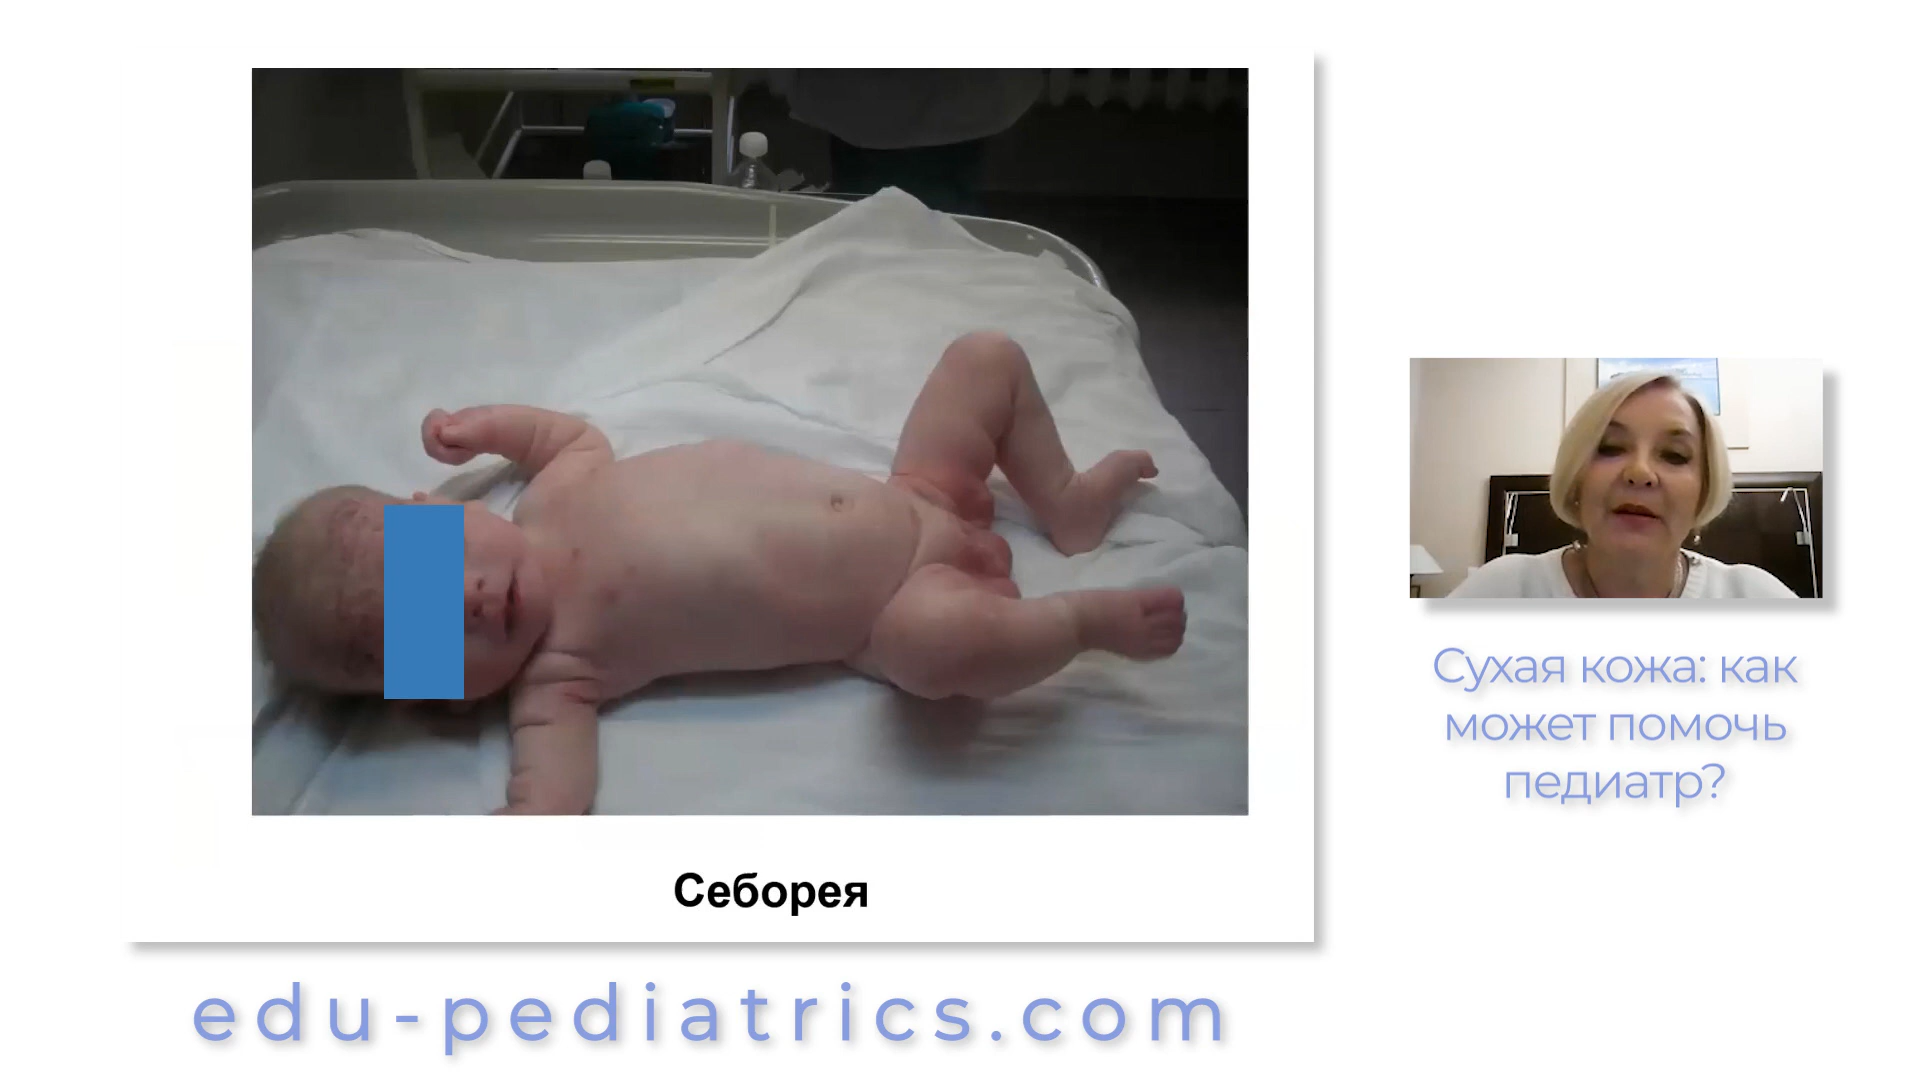 Сухая кожа: как
может помочь
педиатр?
Себорея
edu-pediatrics.com